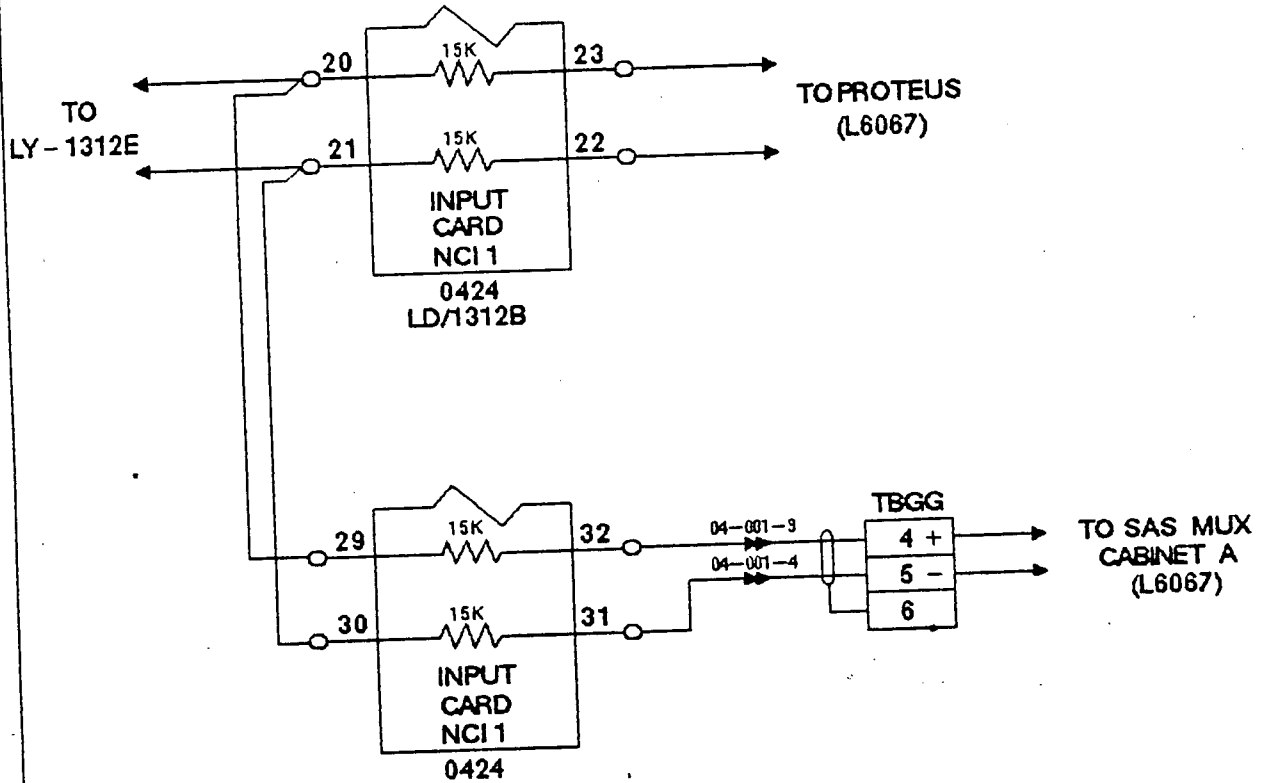 20
15K
23
TO
LY-1312E
TO PROTEUS
(L6067)
21
15K
22
INPUT
CARD
NCI 1
0424
LD/1312B
29
15K
32
04-001-3
TBGG
4 +
TO SAS MUX
CABINET A
(L6067)
04-001-4
5 -
6
30
15K
31
INPUT
CARD
NCI 1
0424